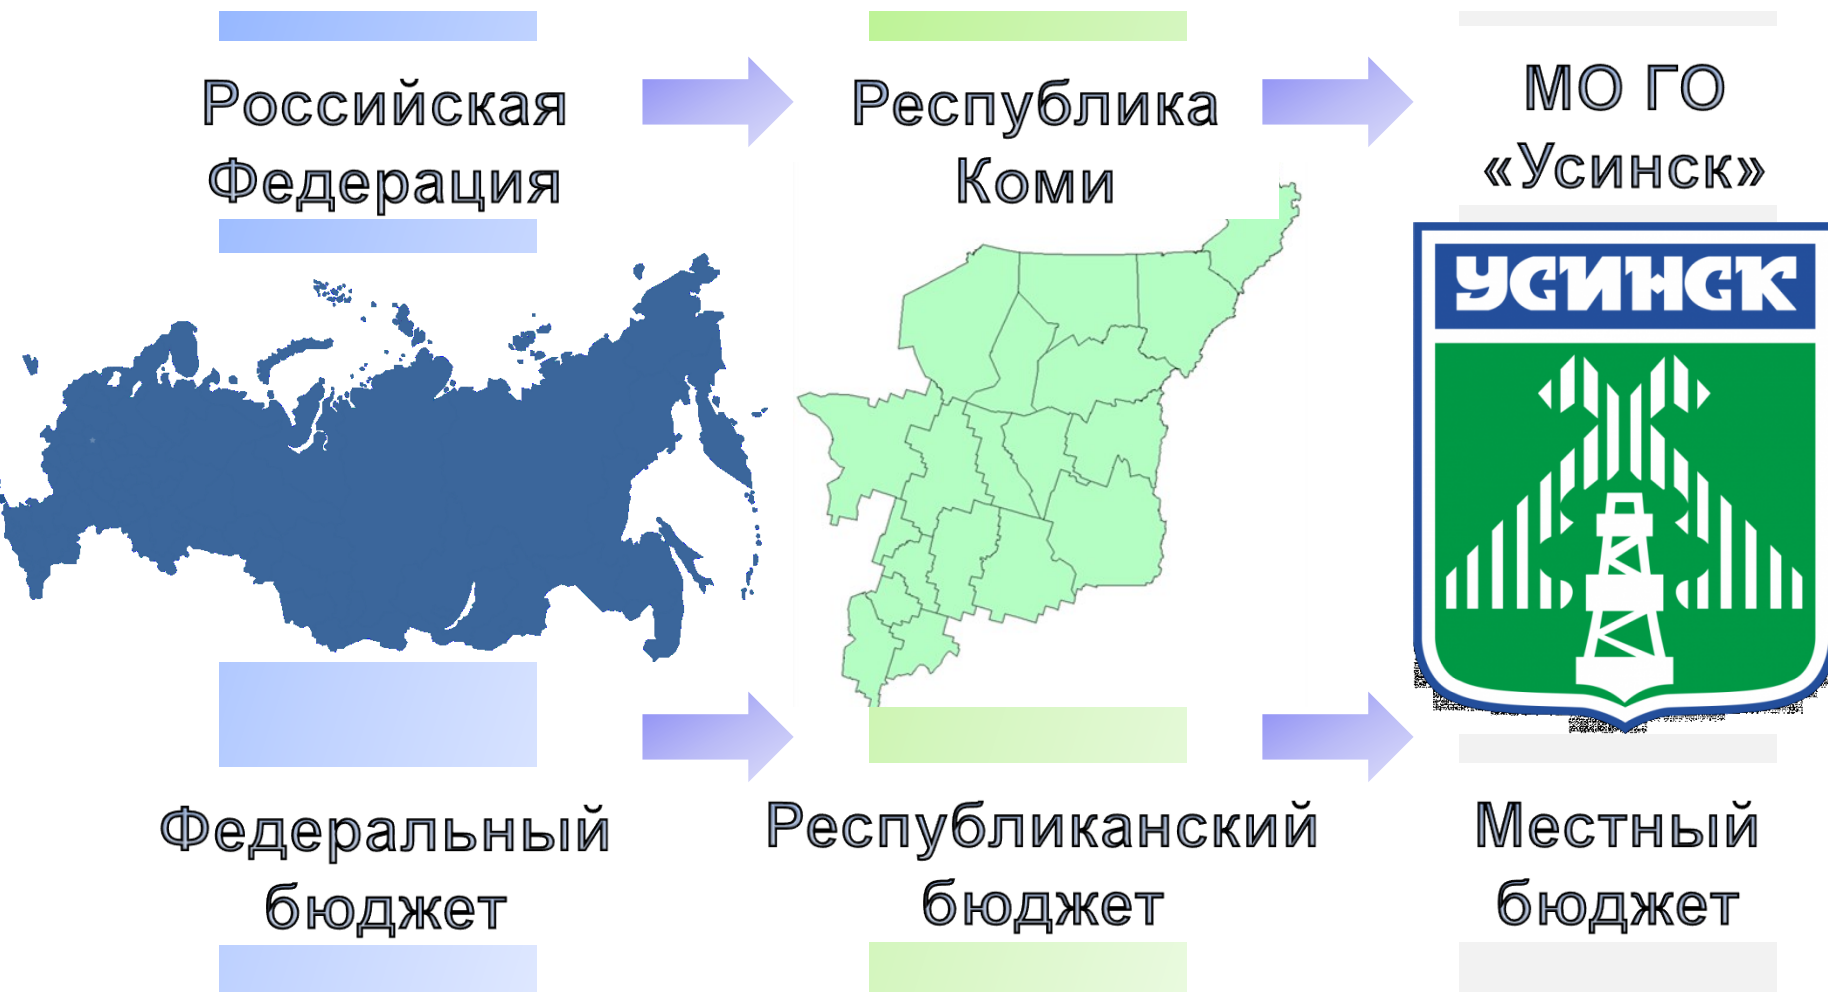 Российская
Федерация
Республика
Коми
МО ГО
«Усинск»
УСИНСК
Федеральный
бюджет
Республиканский
бюджет
Местный
бюджет